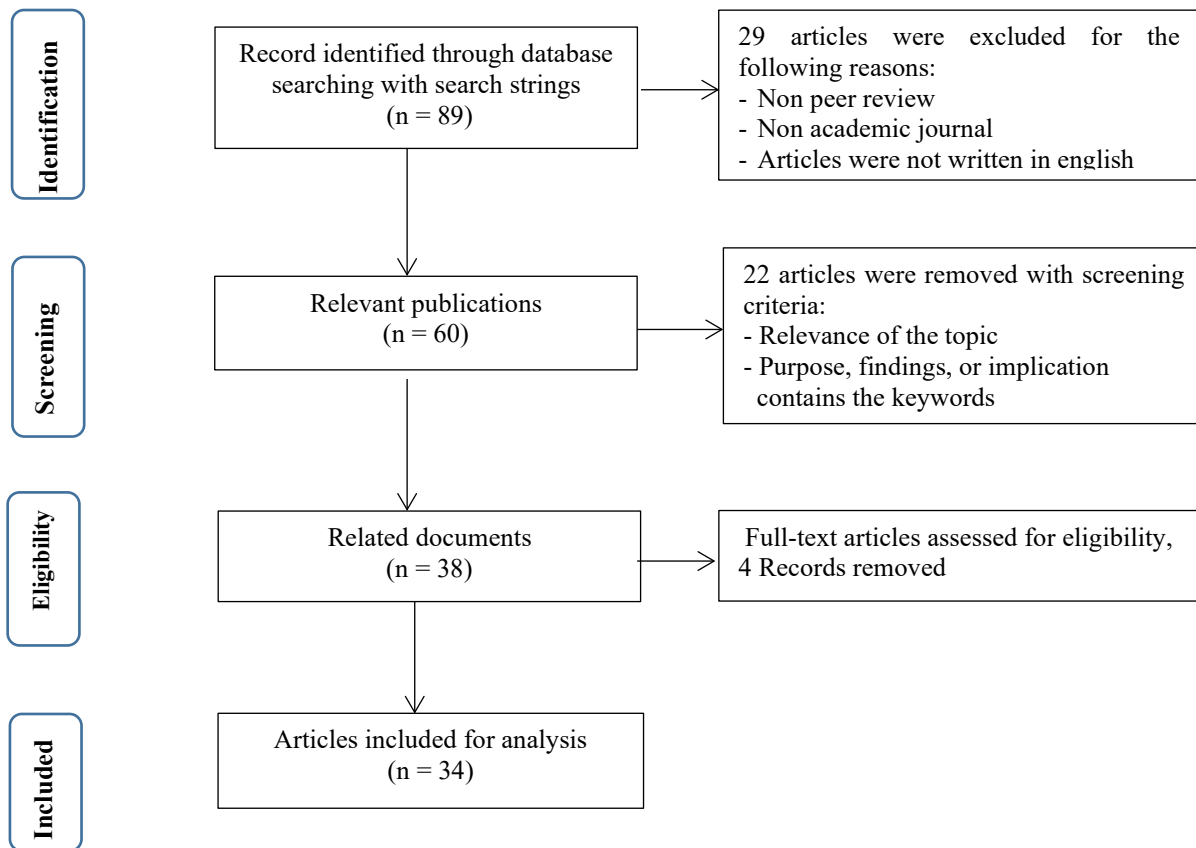 Identification
Record identified through database
searching with search strings
(n = 89)
29 articles were excluded for the
following reasons:
- Non peer review
- Non academic journal
- Articles were not written in english
Screening
Relevant publications
(n = 60)
22 articles were removed with screening
criteria:
- Relevance of the topic
- Purpose, findings, or implication
contains the keywords
Eligibility
Related documents
(n = 38)
Full-text articles assessed for eligibility,
4 Records removed
Included
Articles included for analysis
(n = 34)